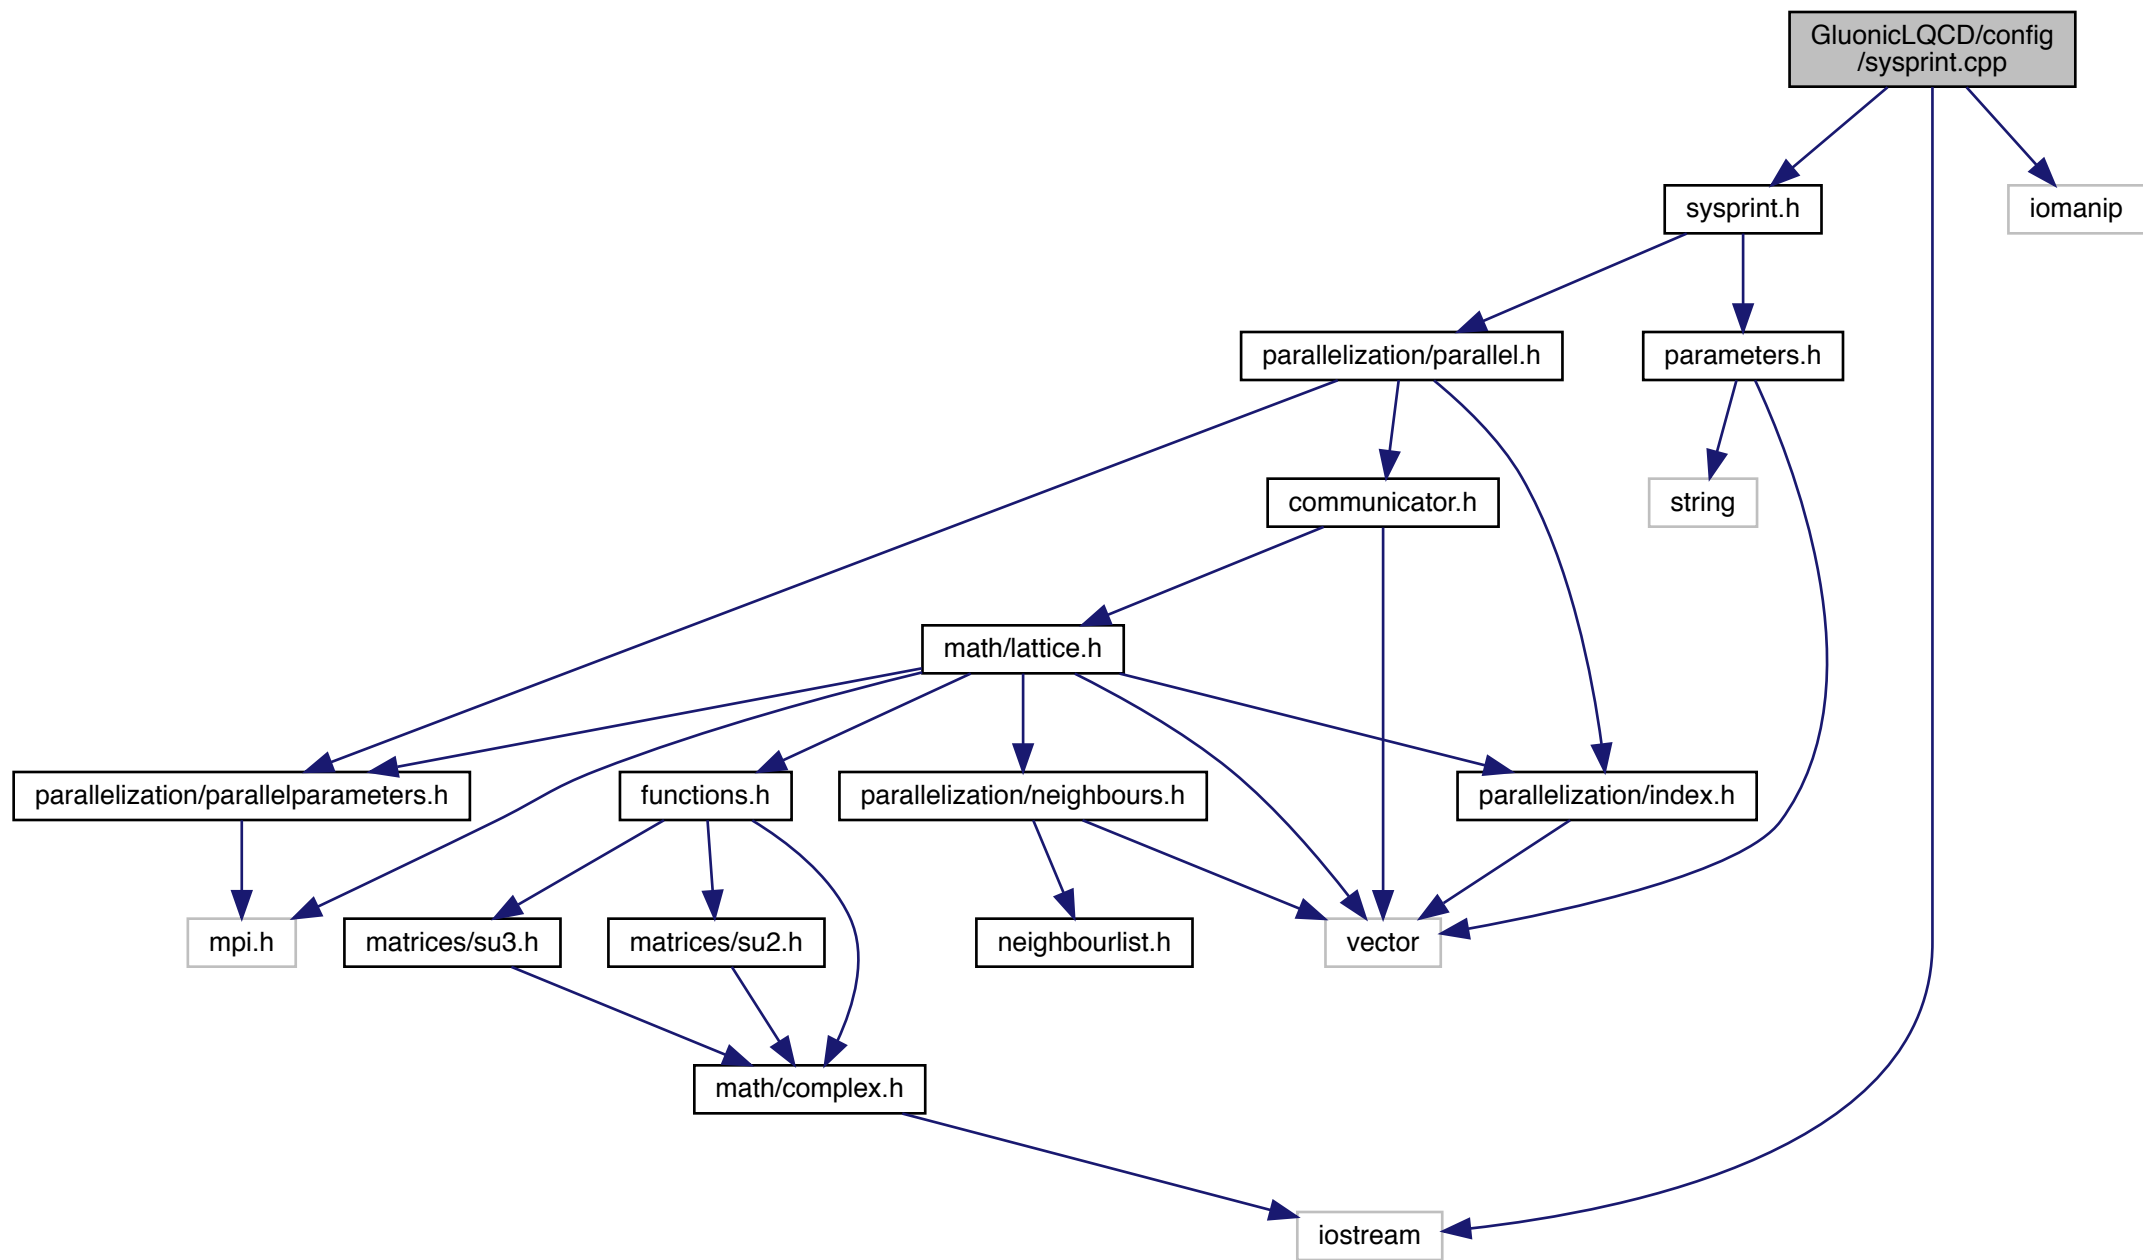 GluonicLQCD/config
/sysprint.cpp
sysprint.h
iomanip
parallelization/parallel.h
parameters.h
communicator.h
string
math/lattice.h
parallelization/parallelparameters.h
functions.h
parallelization/neighbours.h
parallelization/index.h
mpi.h
matrices/su3.h
matrices/su2.h
neighbourlist.h
vector
math/complex.h
iostream